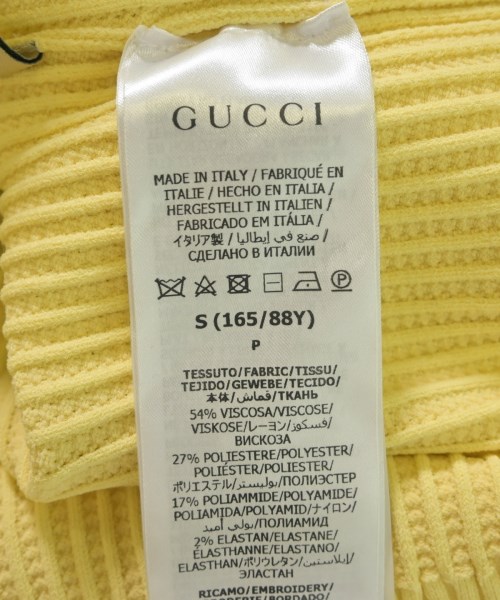 GUCCI
MADE IN ITALY / FABRIQUÉ EN
ITALIE / HECHO EN ITALIA /
HERGESTELLT IN ITALIEN /
FABRICADO EM ITÁLIA /
イタリア製 / صنع في إيطاليا /
СДЕЛАНО В ИТАЛИИ
P
S (165/88Y)
P
TESSUTO/FABRIC/TISSU/
TEJIDO/GEWEBE/TECIDO/
本体/قماش/ТКАНЬ
54% VISCOSA/VISCOSE/
VISKOSE/レーヨン/فسكوز/
ВИСКОЗА
27% POLIESTERE/POLYESTER/
POLIÉSTER/POLIESTER/
ポリエステル/بوليستر/ПОЛИЭСТЕР
17% POLIAMMIDE/POLYAMIDE/
POLIAMIDA/POLYAMID/ナイロン/
بولي أميد/ПОЛИАМИД
2% ELASTAN/ELASTANE/
ÉLASTHANNE/ELASTANO/
ELASTHAN/ポリウレタン/إيلاستين/
ЭЛАСТАН
RICAMO/EMBROIDERY/